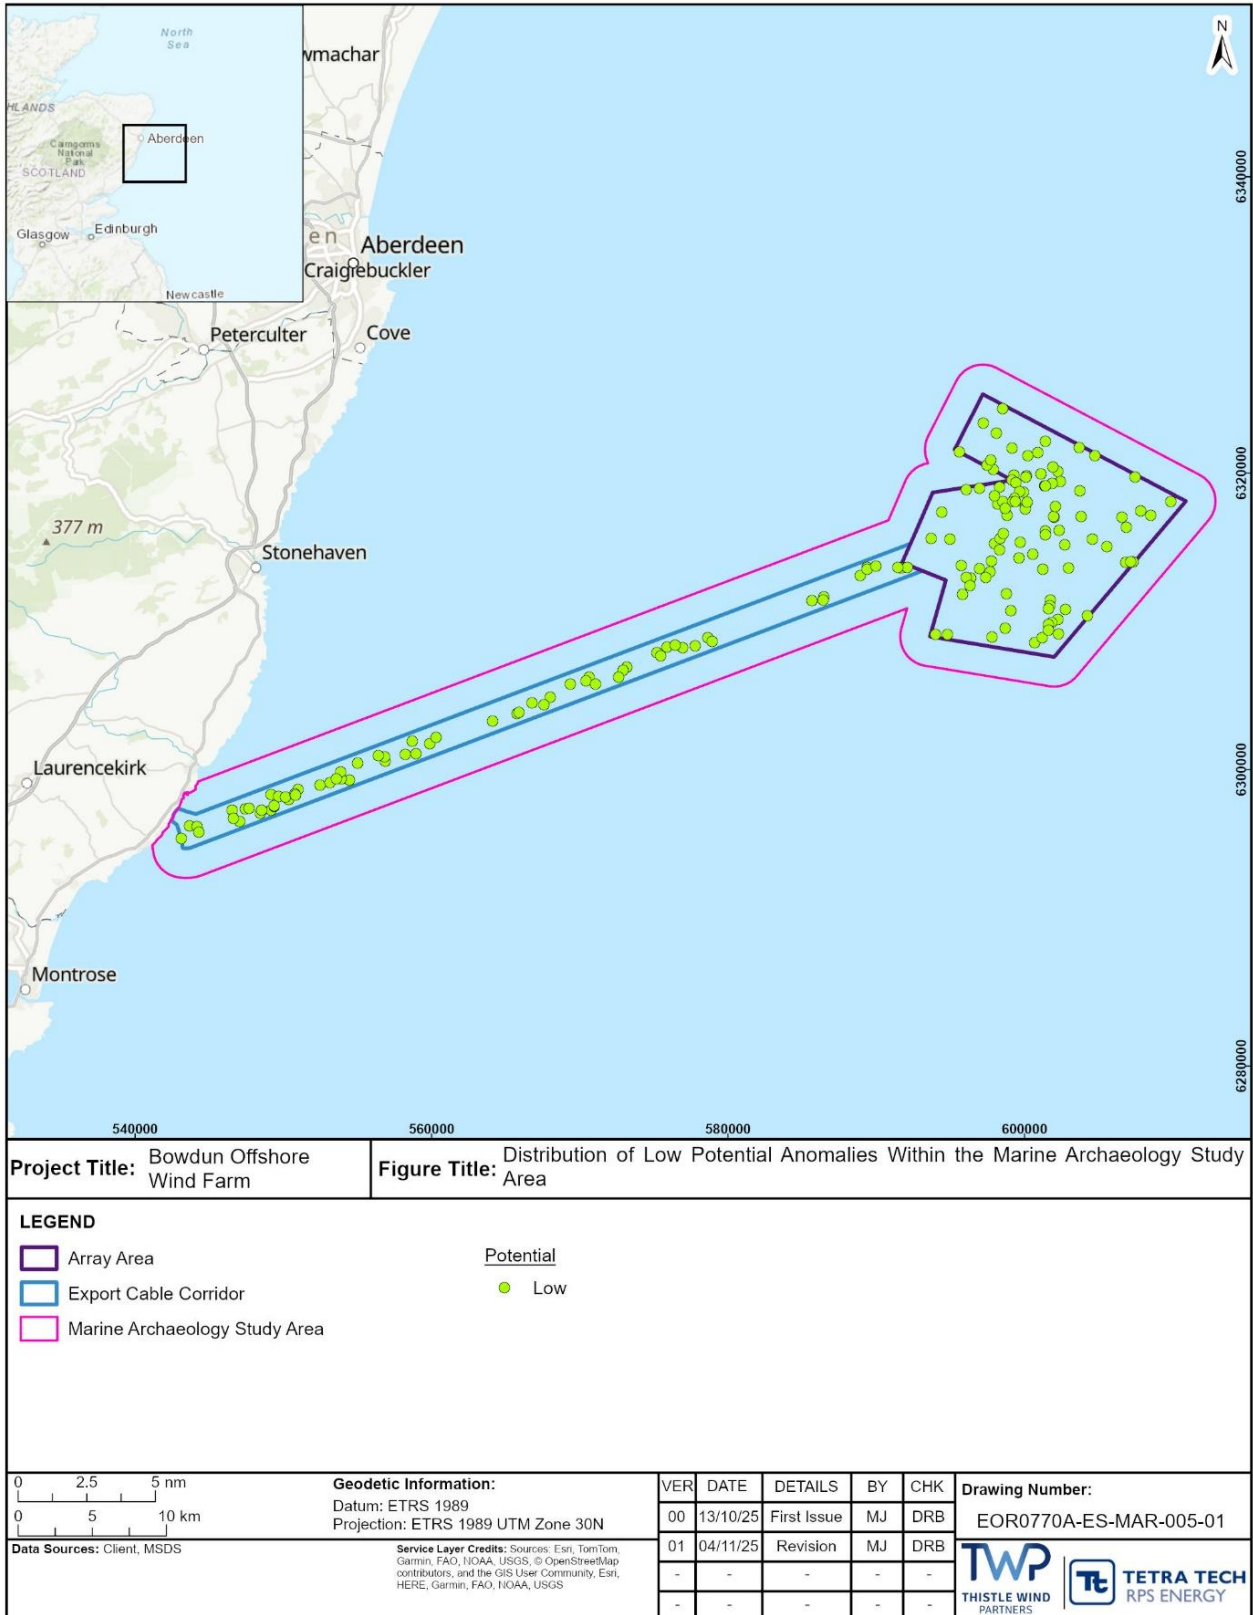 North
Sea
wmachar
N
HLANDS
Aberdeen
Cairngorms
National
Park
SCOTLAND
6340000
Glasgow
Edinburgh
en
Aberdeen
Craigiebuckler
Newcastle
Peterculter
Cove
6320000
377 m
Stonehaven
Laurencekirk
6300000
Montrose
6280000
540000
560000
580000
600000
Project Title: Bowdun Offshore
Wind Farm
Figure Title: Distribution of Low Potential Anomalies Within the Marine Archaeology Study
Area
LEGEND
Array Area
Export Cable Corridor
Marine Archaeology Study Area
Potential
Low
0 2.5 5 nm
0 5 10 km
Data Sources: Client, MSDS
Geodetic Information:
Datum: ETRS 1989
Projection: ETRS 1989 UTM Zone 30N
Service Layer Credits: Sources: Esri, TomTom,
Garmin, FAO, NOAA, USGS, © OpenStreetMap
contributors, and the GIS User Community, Esri,
HERE, Garmin, FAO, NOAA, USGS
VER DATE DETAILS BY CHK
00 13/10/25 First Issue MJ DRB
01 04/11/25 Revision MJ DRB
- - - - -
- - - - -
Drawing Number:
EOR0770A-ES-MAR-005-01
TWP
THISTLE WIND
PARTNERS
Tt
TETRA TECH
RPS ENERGY